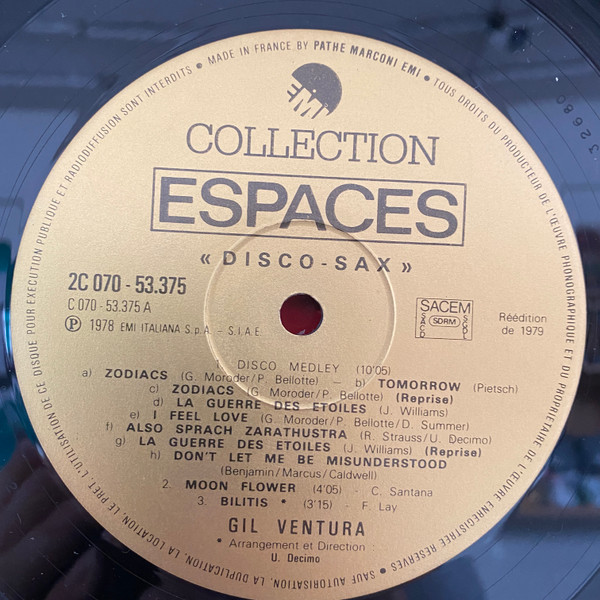 MADE IN FRANCE BY PATHE MARCONI EMI • TOUS DROITS DU PRODUCTEUR DE L'ŒUVRE PHONOGRAPHIQUE ET DU PROPRIETAIRE DE L'ŒUVRE ENREGISTREE RESERVES • SAUF AUTORISATION, LA DUPLICATION, LA LOCATION, LE PRET, L'UTILISATION DE CE DISQUE POUR EXECUTION PUBLIQUE ET RADIODIFFUSION SONT INTERDITS •
EMI
COLLECTION
ESPACES
« DISCO-SAX »
2C 070 - 53.375
C 070 - 53.375 A
Ⓟ 1978 EMI ITALIANA S.p.A. - S.I.A.E.
SACEM
SACD SDRM SGDL
Réédition
de 1979
1. DISCO MEDLEY (10'05)
a) ZODIACS (G. Moroder/P. Bellotte) - b) TOMORROW (Pietsch)
c) ZODIACS (G. Moroder/P. Bellotte) (Reprise)
d) LA GUERRE DES ETOILES (J. Williams)
e) I FEEL LOVE (G. Moroder/P. Bellotte/D. Summer)
f) ALSO SPRACH ZARATHUSTRA (R. Strauss/U. Decimo)
g) LA GUERRE DES ETOILES (J. Williams) (Reprise)
h) DON'T LET ME BE MISUNDERSTOOD
(Benjamin/Marcus/Caldwell)
2. MOON FLOWER (4'05) - C. Santana
3. BILITIS * (3'15) - F. Lay
GIL VENTURA
* Arrangement et Direction :
U. Decimo